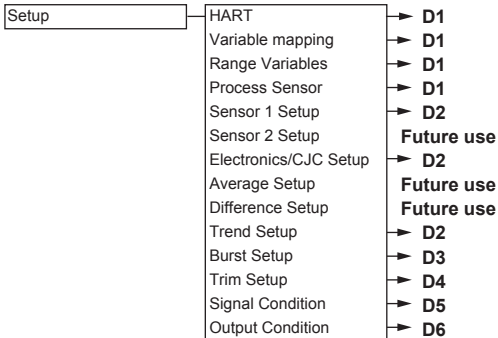 Setup HART D1
Variable mapping D1
Range Variables D1
Process Sensor D1
Sensor 1 Setup D2
Sensor 2 Setup Future use
Electronics/CJC Setup D2
Average Setup Future use
Difference Setup Future use
Trend Setup D2
Burst Setup D3
Trim Setup D4
Signal Condition D5
Output Condition D6